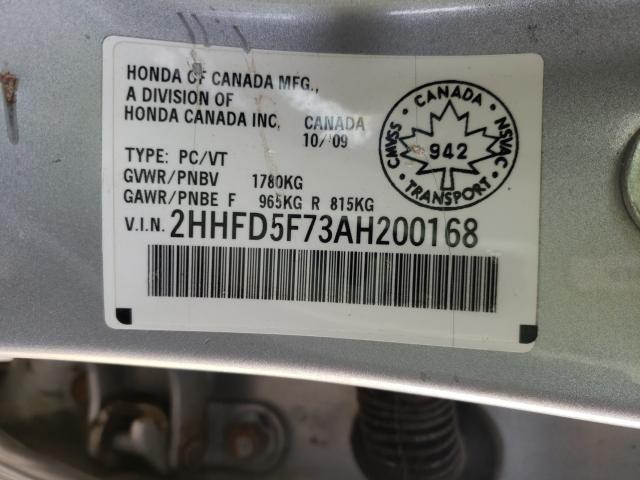 HONDA OF CANADA MFG.,
A DIVISION OF
HONDA CANADA INC, CANADA
10/09
TYPE: PC/VT
GVWR/PNBV 1780KG
GAWR/PNBE F 965KG R 815KG
V.I.N. 2HHFD5F73AH200168
CANADA
CMVSS
NSVAC
942
TRANSPORT